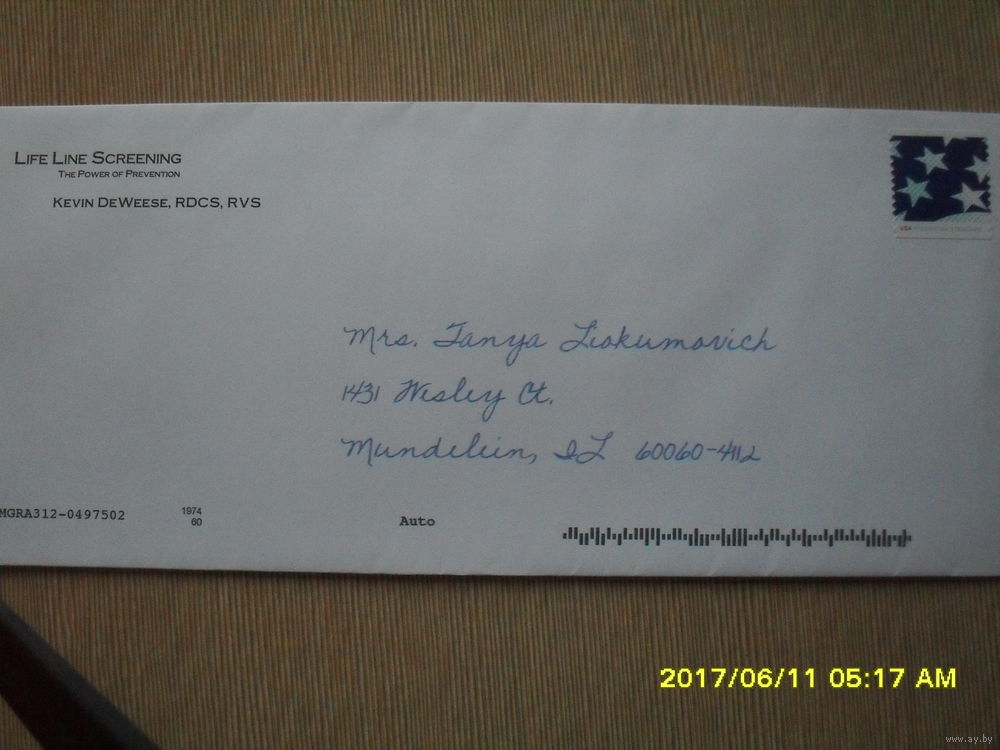 LIFE LINE SCREENING
THE POWER OF PREVENTION
KEVIN DEWEESE, RDCS, RVS
USA
Mrs. Tanya Liokumovich
1431 Wesley Ct.
Mundelein, IL 60060-4112
MGRA312-0497502
1974
60
Auto
2017/06/11 05:17 AM
www.ay.by